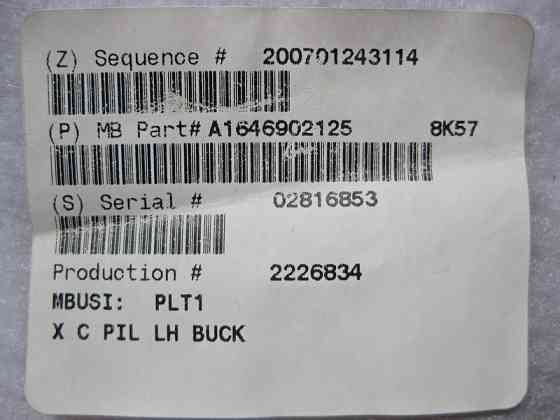 (Z) Sequence # 200701243114
(P) MB Part# A1646902125 8K57
(S) Serial # 02816853
Production # 2226834
MBUSI: PLT1
X C PIL LH BUCK